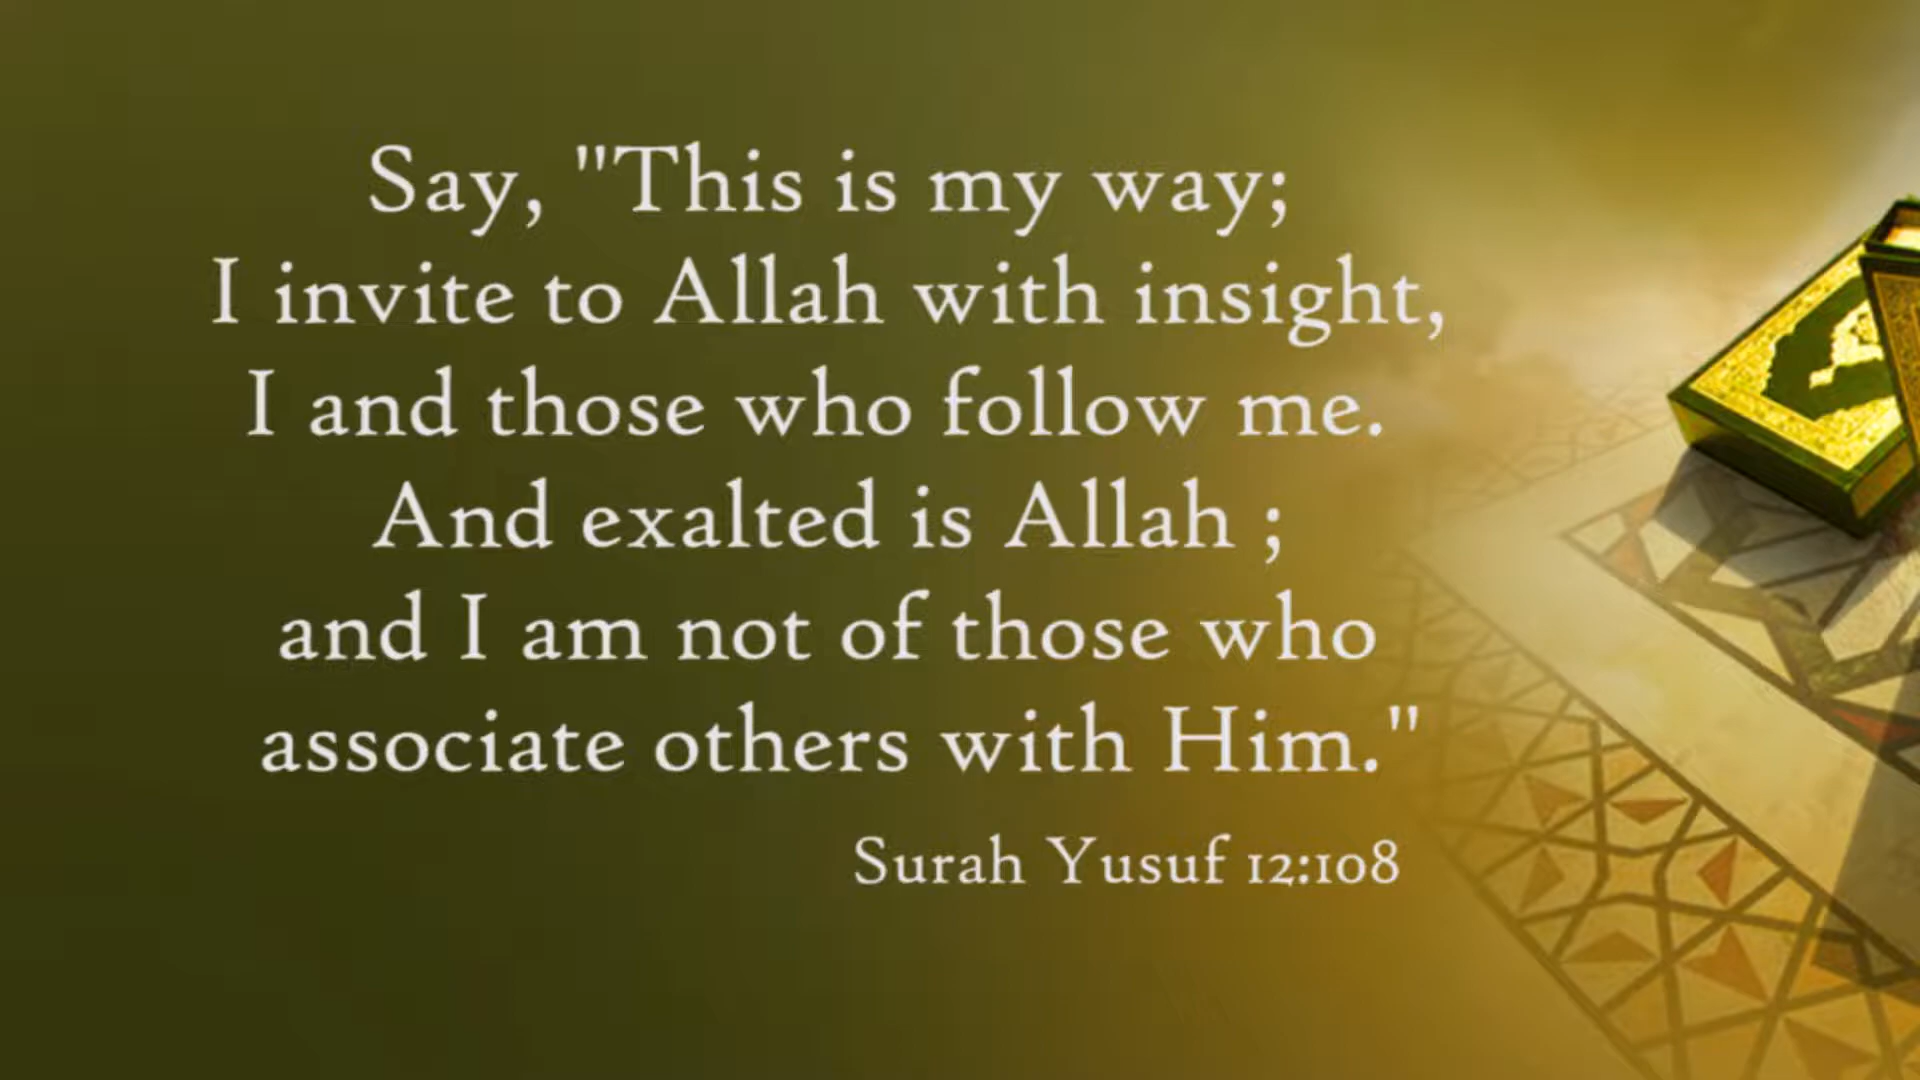 Say, "This is my way;
I invite to Allah with insight,
I and those who follow me.
And exalted is Allah ;
and I am not of those who
associate others with Him."
Surah Yusuf 12:108